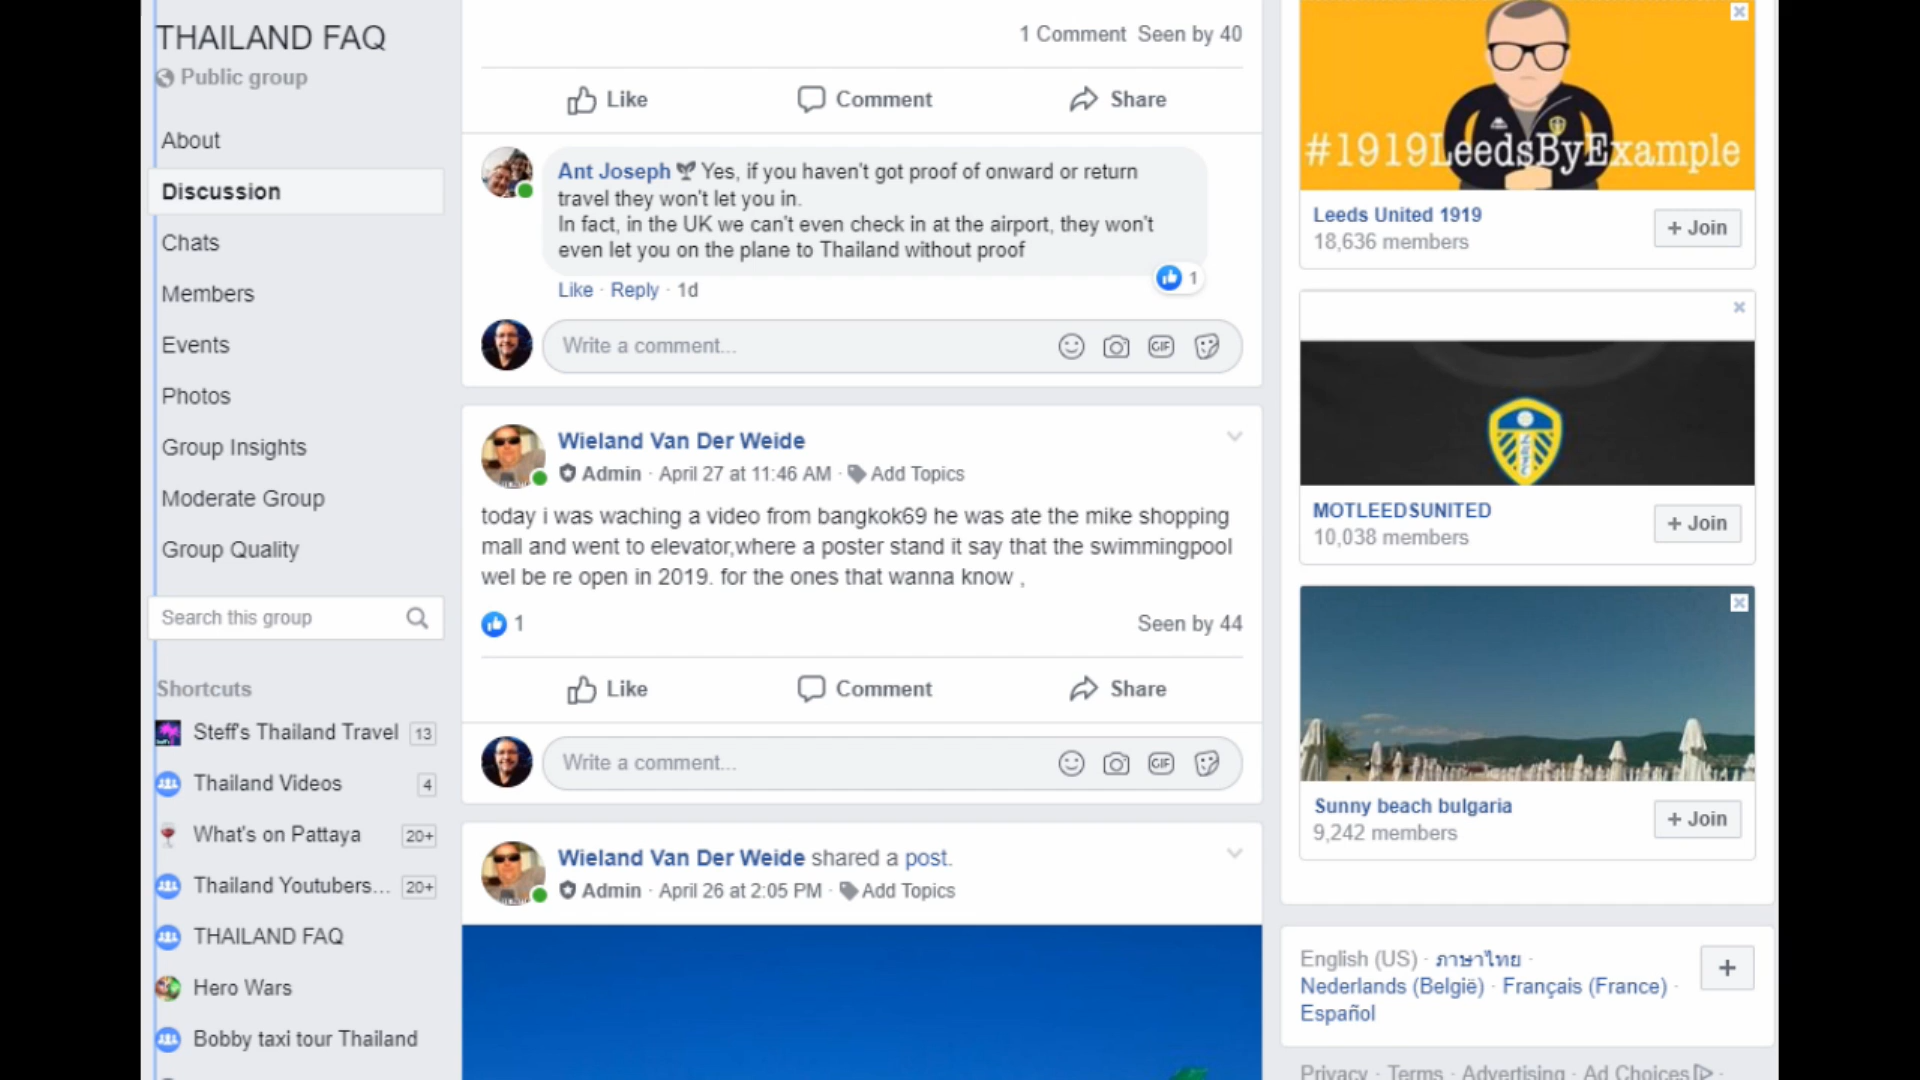 THAILAND FAQ
Public group
About
Discussion
Chats
Members
Events
Photos
Group Insights
Moderate Group
Group Quality
Search this group
Shortcuts
Steff's Thailand Travel 13
Thailand Videos 4
What's on Pattaya 20+
Thailand Youtubers... 20+
THAILAND FAQ
Hero Wars
Bobby taxi tour Thailand
1 Comment Seen by 40
Like Comment Share
Ant Joseph Yes, if you haven't got proof of onward or return
travel they won't let you in.
In fact, in the UK we can't even check in at the airport, they won't
even let you on the plane to Thailand without proof
1
Like · Reply · 1d
Write a comment...
GIF
Wieland Van Der Weide
Admin · April 27 at 11:46 AM · Add Topics
today i was waching a video from bangkok69 he was ate the mike shopping
mall and went to elevator,where a poster stand it say that the swimmingpool
wel be re open in 2019. for the ones that wanna know ,
1 Seen by 44
Like Comment Share
Write a comment...
GIF
Wieland Van Der Weide shared a post.
Admin · April 26 at 2:05 PM · Add Topics
#1919LeedsByExample
Leeds United 1919
18,636 members
+ Join
MOTLEEDSUNITED
10,038 members
+ Join
Sunny beach bulgaria
9,242 members
+ Join
English (US) · ภาษาไทย ·
Nederlands (België) · Français (France) ·
Español
+
Privacy · Terms · Advertising · Ad Choices ·